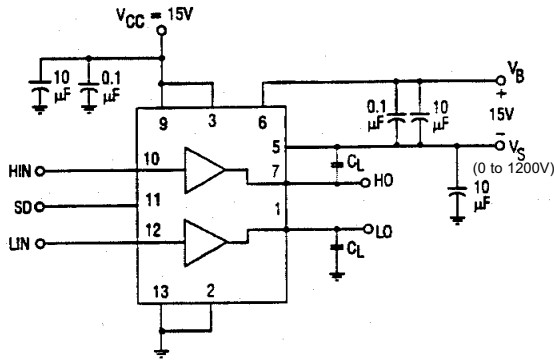 VCC = 15V
10 μF
0.1 μF
9
3
6
0.1 μF
10 μF
VB
+
15V
−
VS
(0 to 1200V)
5
CL
7
HO
10 μF
HIN
10
SD
11
1
LIN
12
LO
CL
13
2